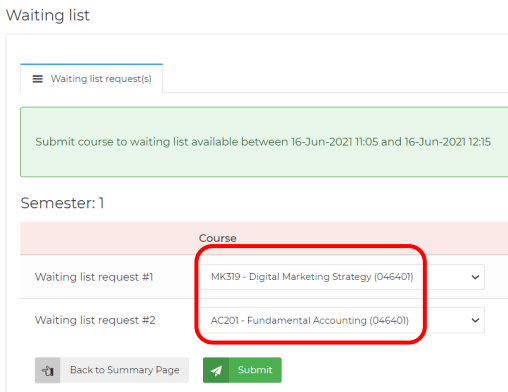 Waiting list
Waiting list request(s)
Submit course to waiting list available between 16-Jun-2021 11:05 and 16-Jun-2021 12:15
Semester: 1
Course
Waiting list request #1 MK319 - Digital Marketing Strategy (046401)
Waiting list request #2 AC201 - Fundamental Accounting (046401)
Back to Summary Page Submit